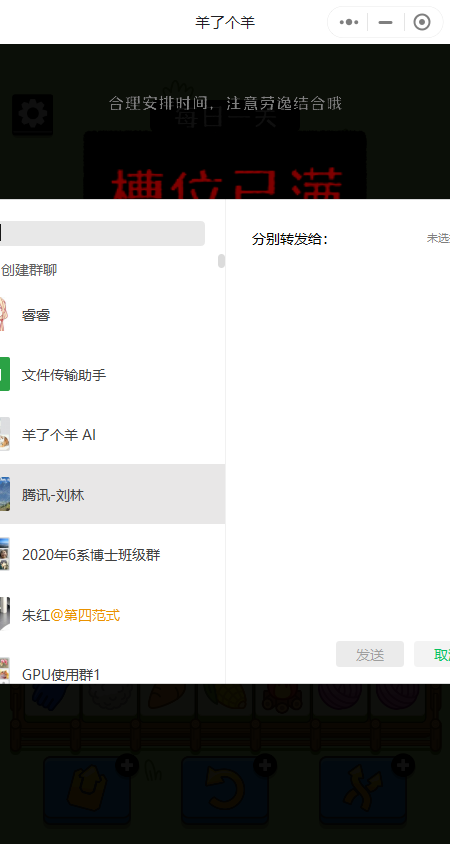 羊了个羊
合理安排时间，注意劳逸结合哦
每日一关
槽位已满
分别转发给：
未选
创建群聊
睿睿
文件传输助手
羊了个羊 AI
腾讯-刘林
2020年6系博士班级群
朱红@第四范式
GPU使用群1
发送
取消